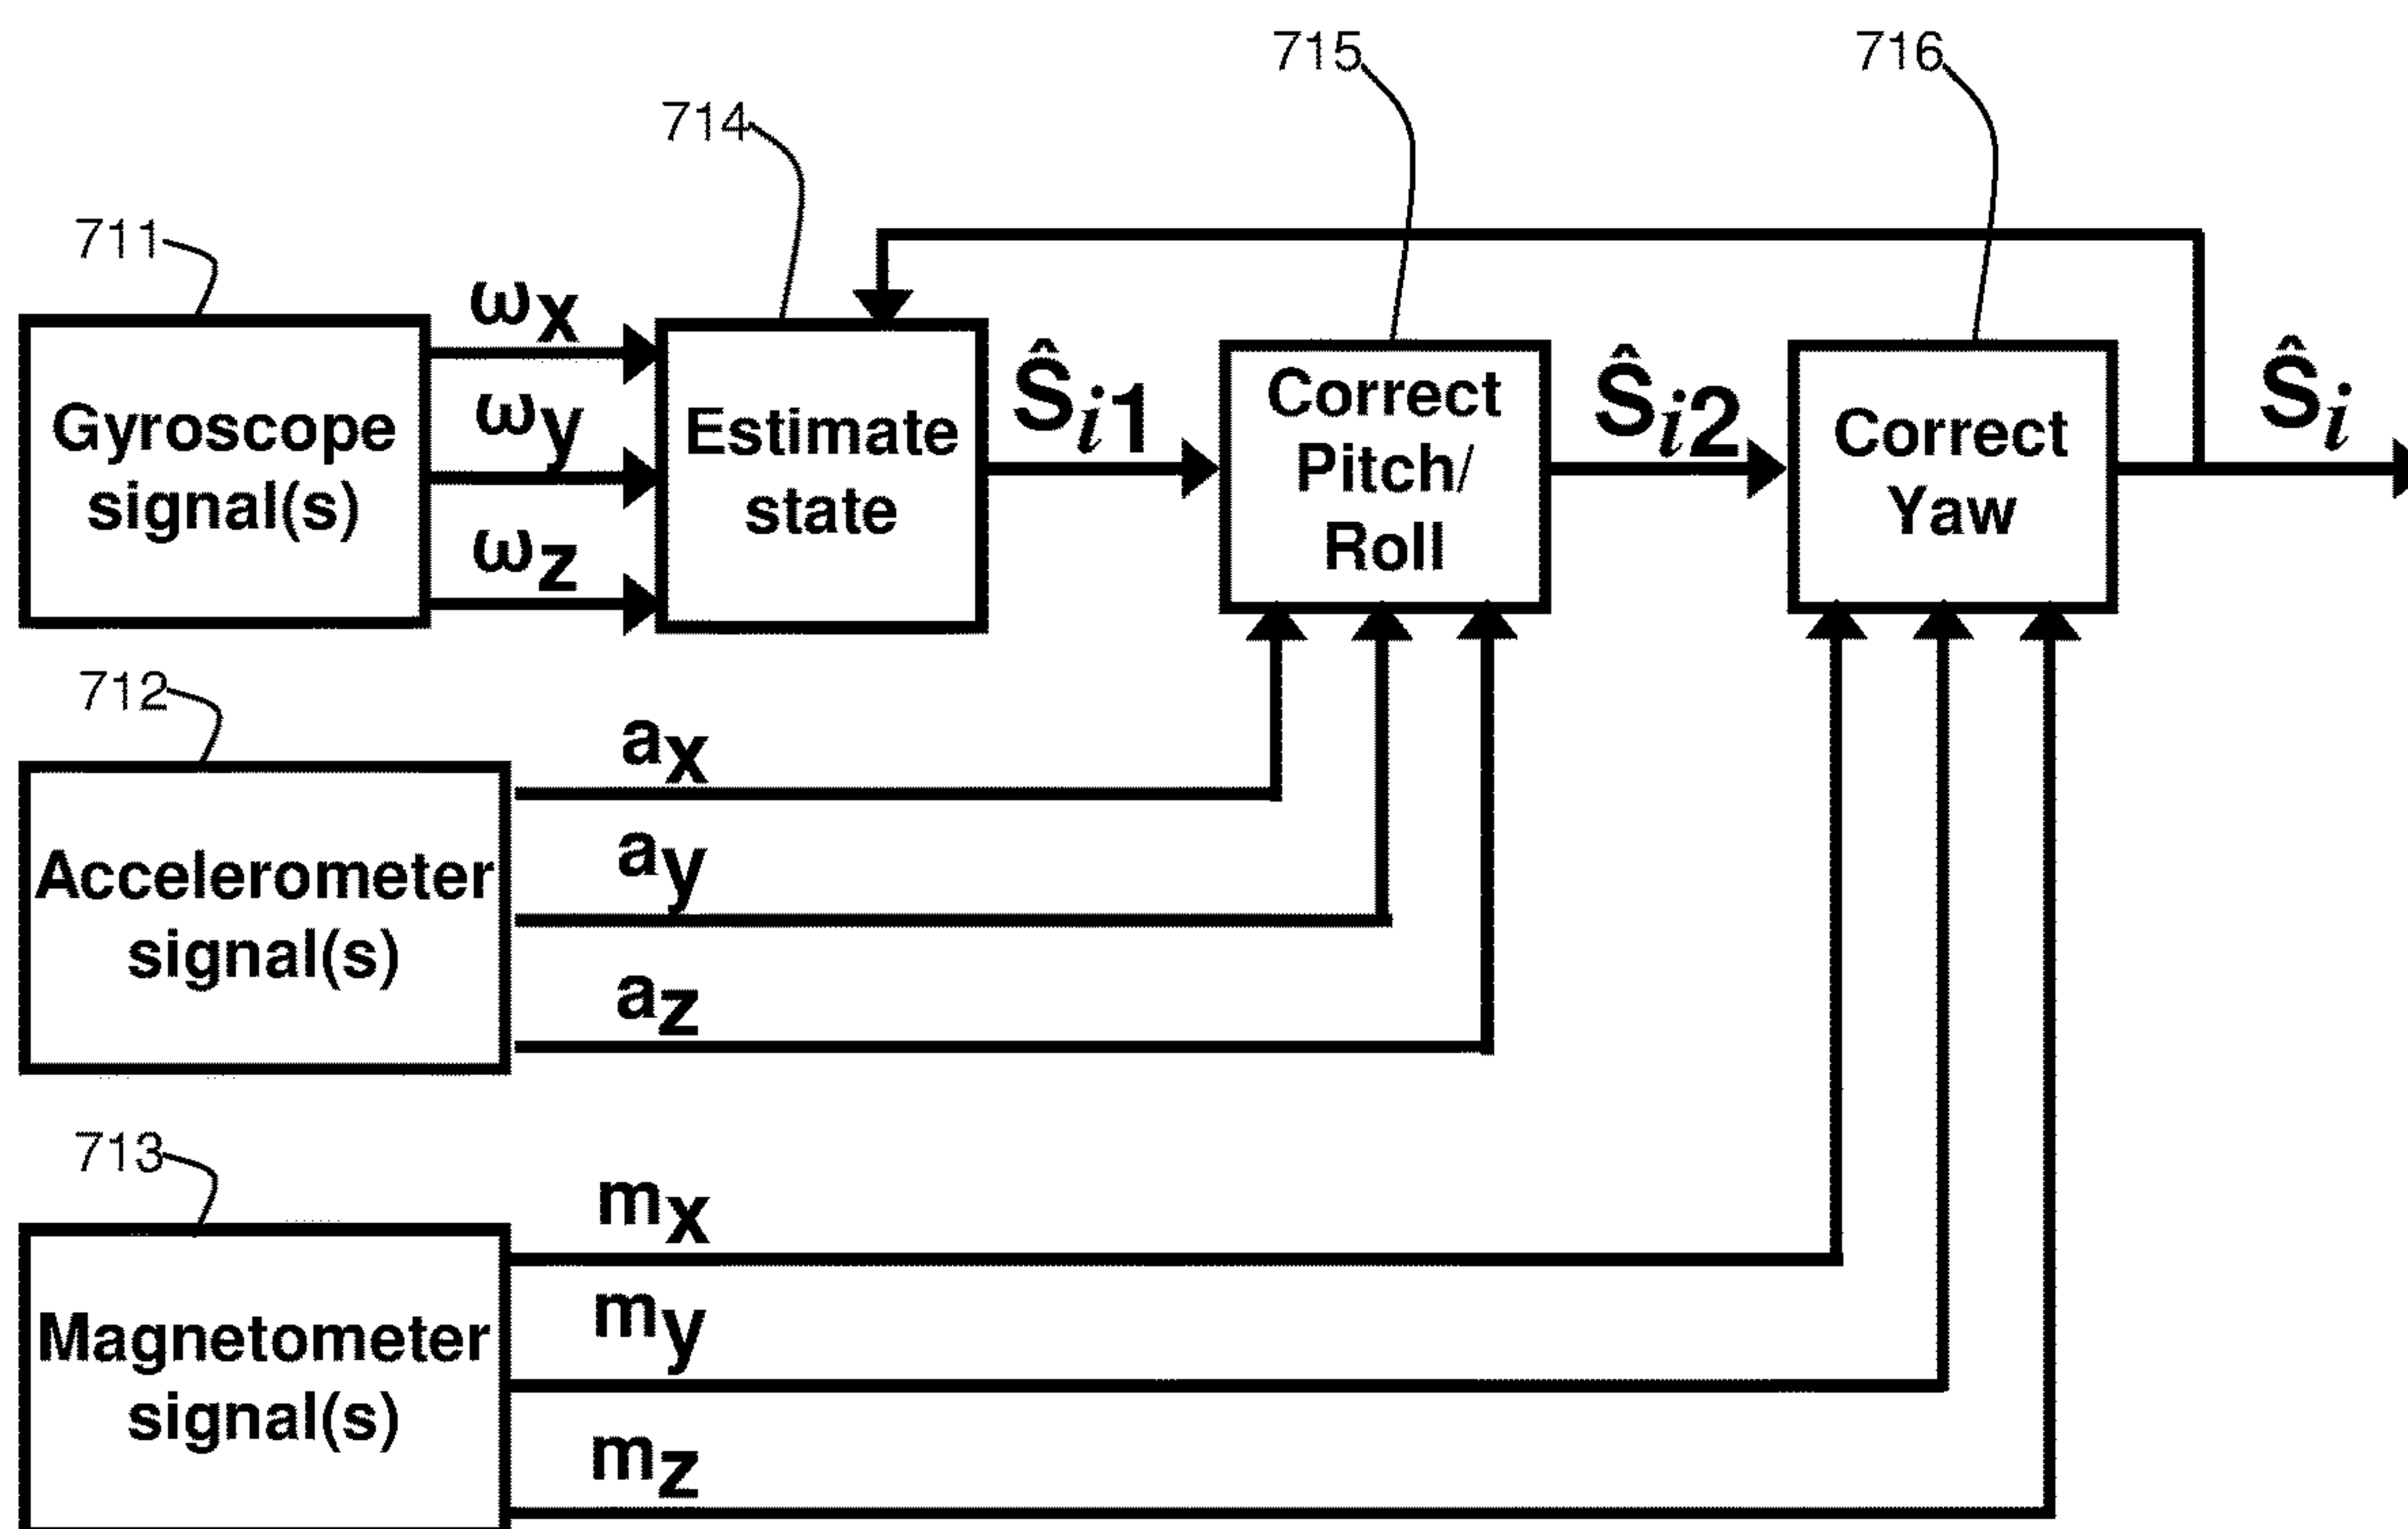 715
716
714
711
ωx
ωy
ωz
Gyroscope
signal(s)
Estimate
state
Ŝi1
Correct
Pitch/
Roll
Ŝi2
Correct
Yaw
Ŝi
712
Accelerometer
signal(s)
ax
ay
az
713
Magnetometer
signal(s)
mx
my
mz